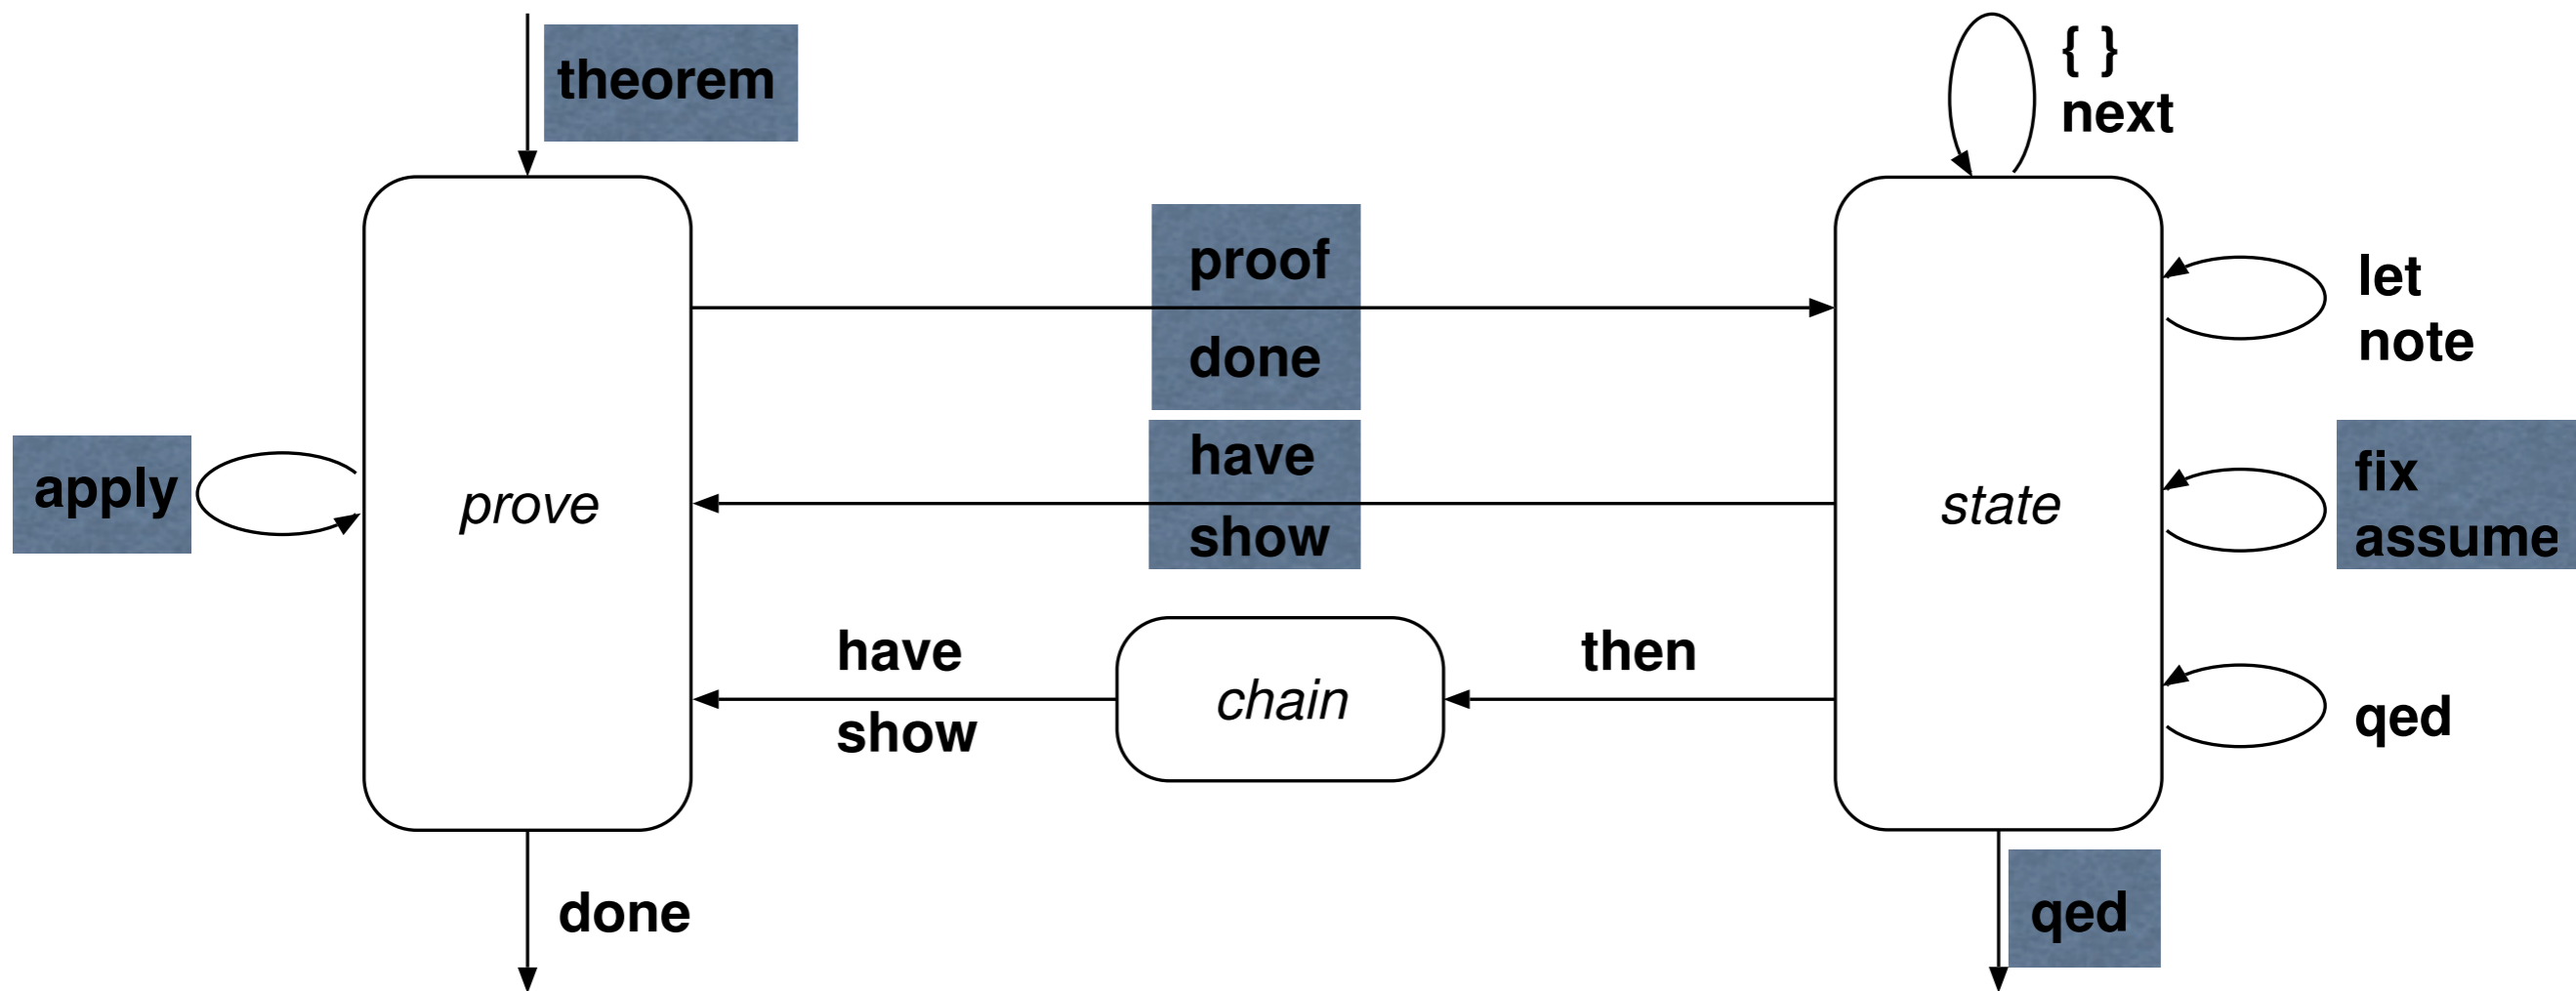 theorem
{ }
next
proof
done
let
note
have
show
apply
prove
state
fix
assume
have
show
chain
then
qed
done
qed